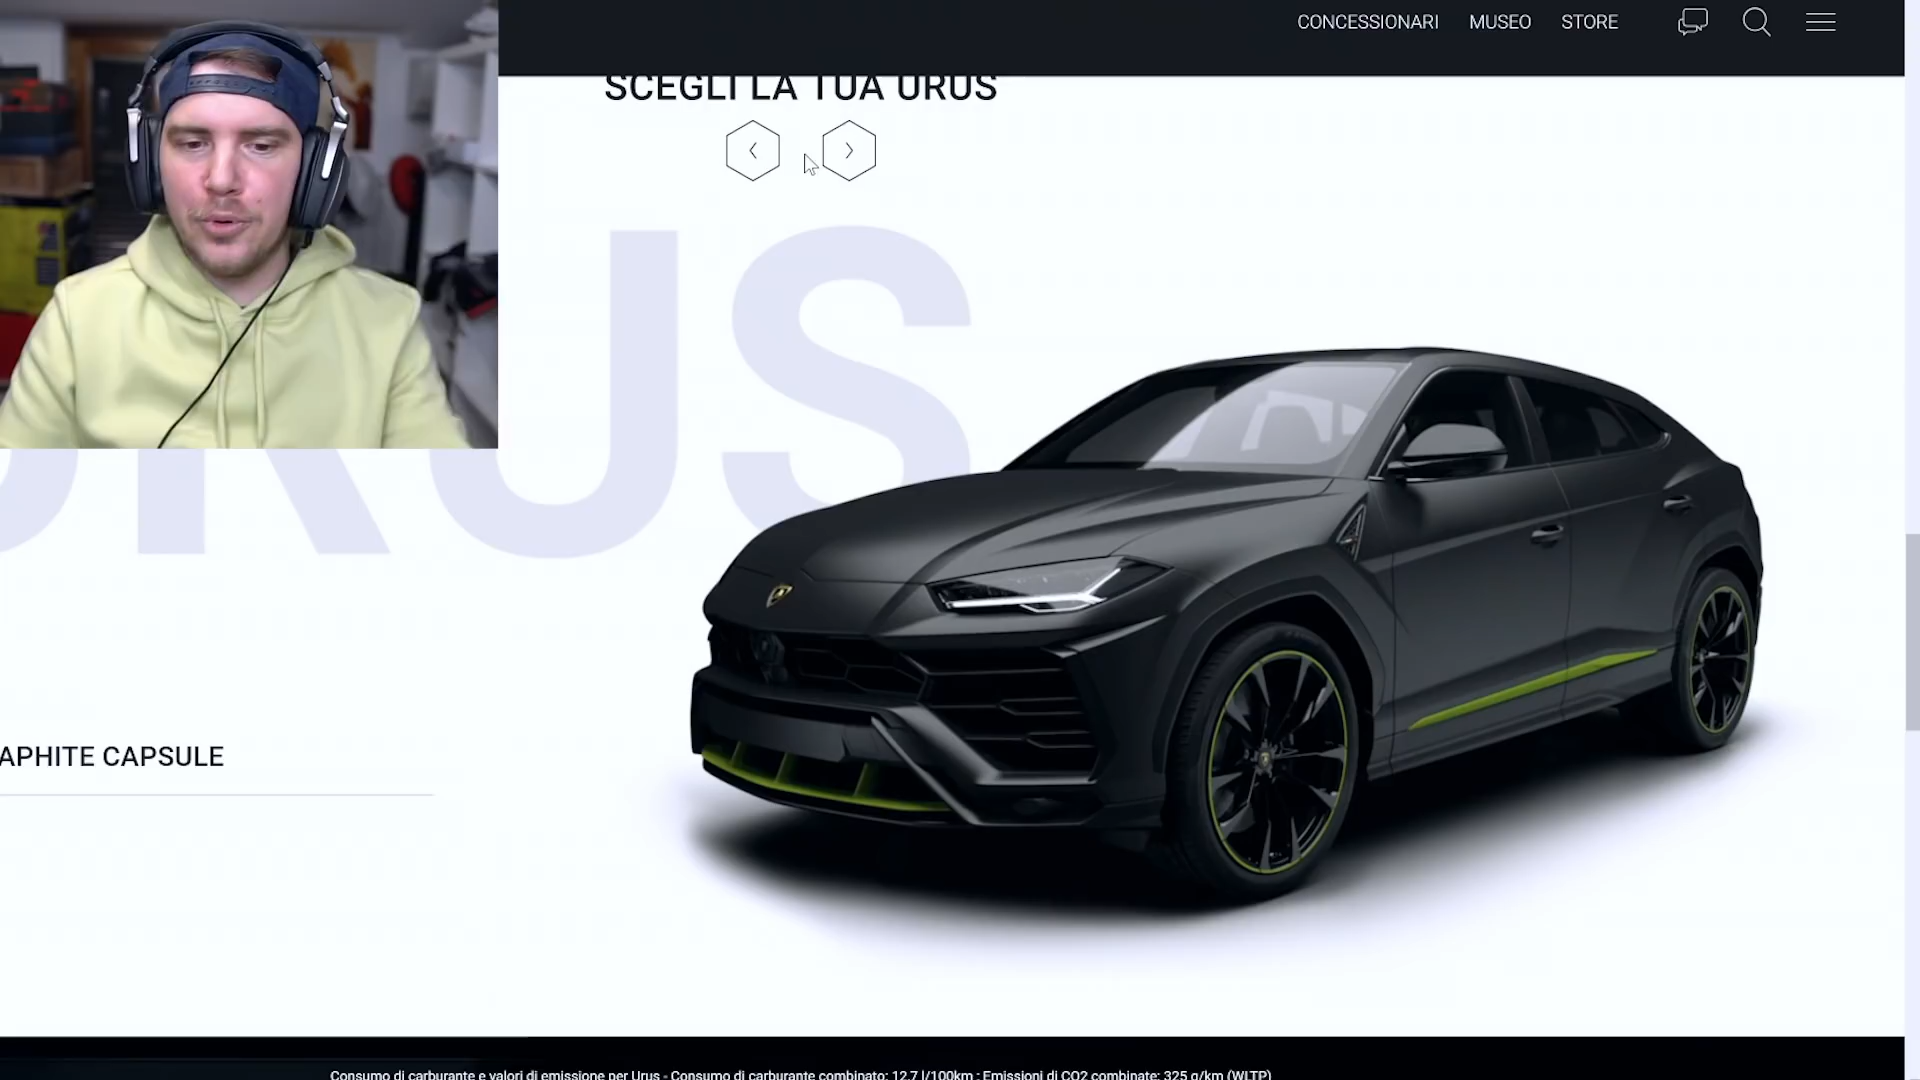 CONCESSIONARI MUSEO STORE
SCEGLI LA TUA URUS
URUS
APHITE CAPSULE
Consumo di carburante e valori di emissione per Urus - Consumo di carburante combinato: 12,7 l/100km ; Emissioni di CO2 combinate: 325 g/km (WLTP)